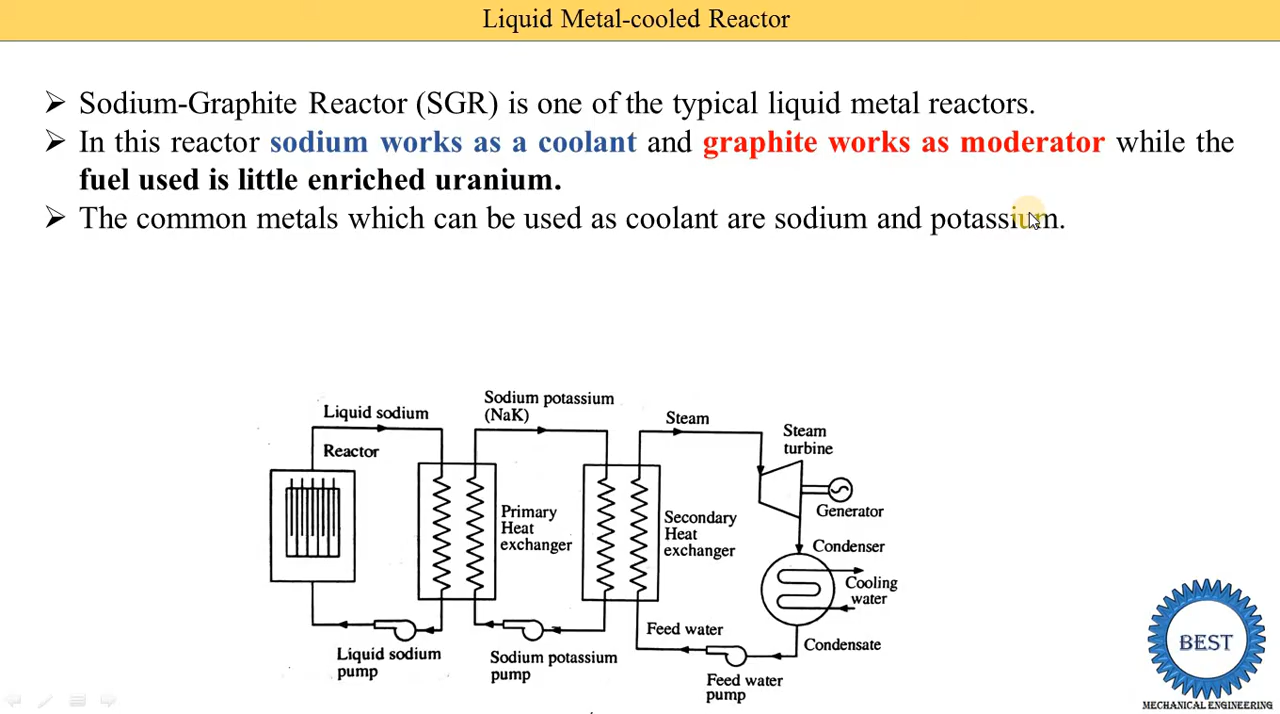 Liquid Metal-cooled Reactor
➢ Sodium-Graphite Reactor (SGR) is one of the typical liquid metal reactors.
➢ In this reactor sodium works as a coolant and graphite works as moderator while the
fuel used is little enriched uranium.
➢ The common metals which can be used as coolant are sodium and potassium.
Liquid sodium
Reactor
Sodium potassium
(NaK)
Steam
Steam
turbine
Primary
Heat
exchanger
Secondary
Heat
exchanger
Generator
Condenser
Cooling
water
Liquid sodium
pump
Sodium potassium
pump
Feed water
Condensate
Feed water
pump
BEST
MECHANICAL ENGINEERING